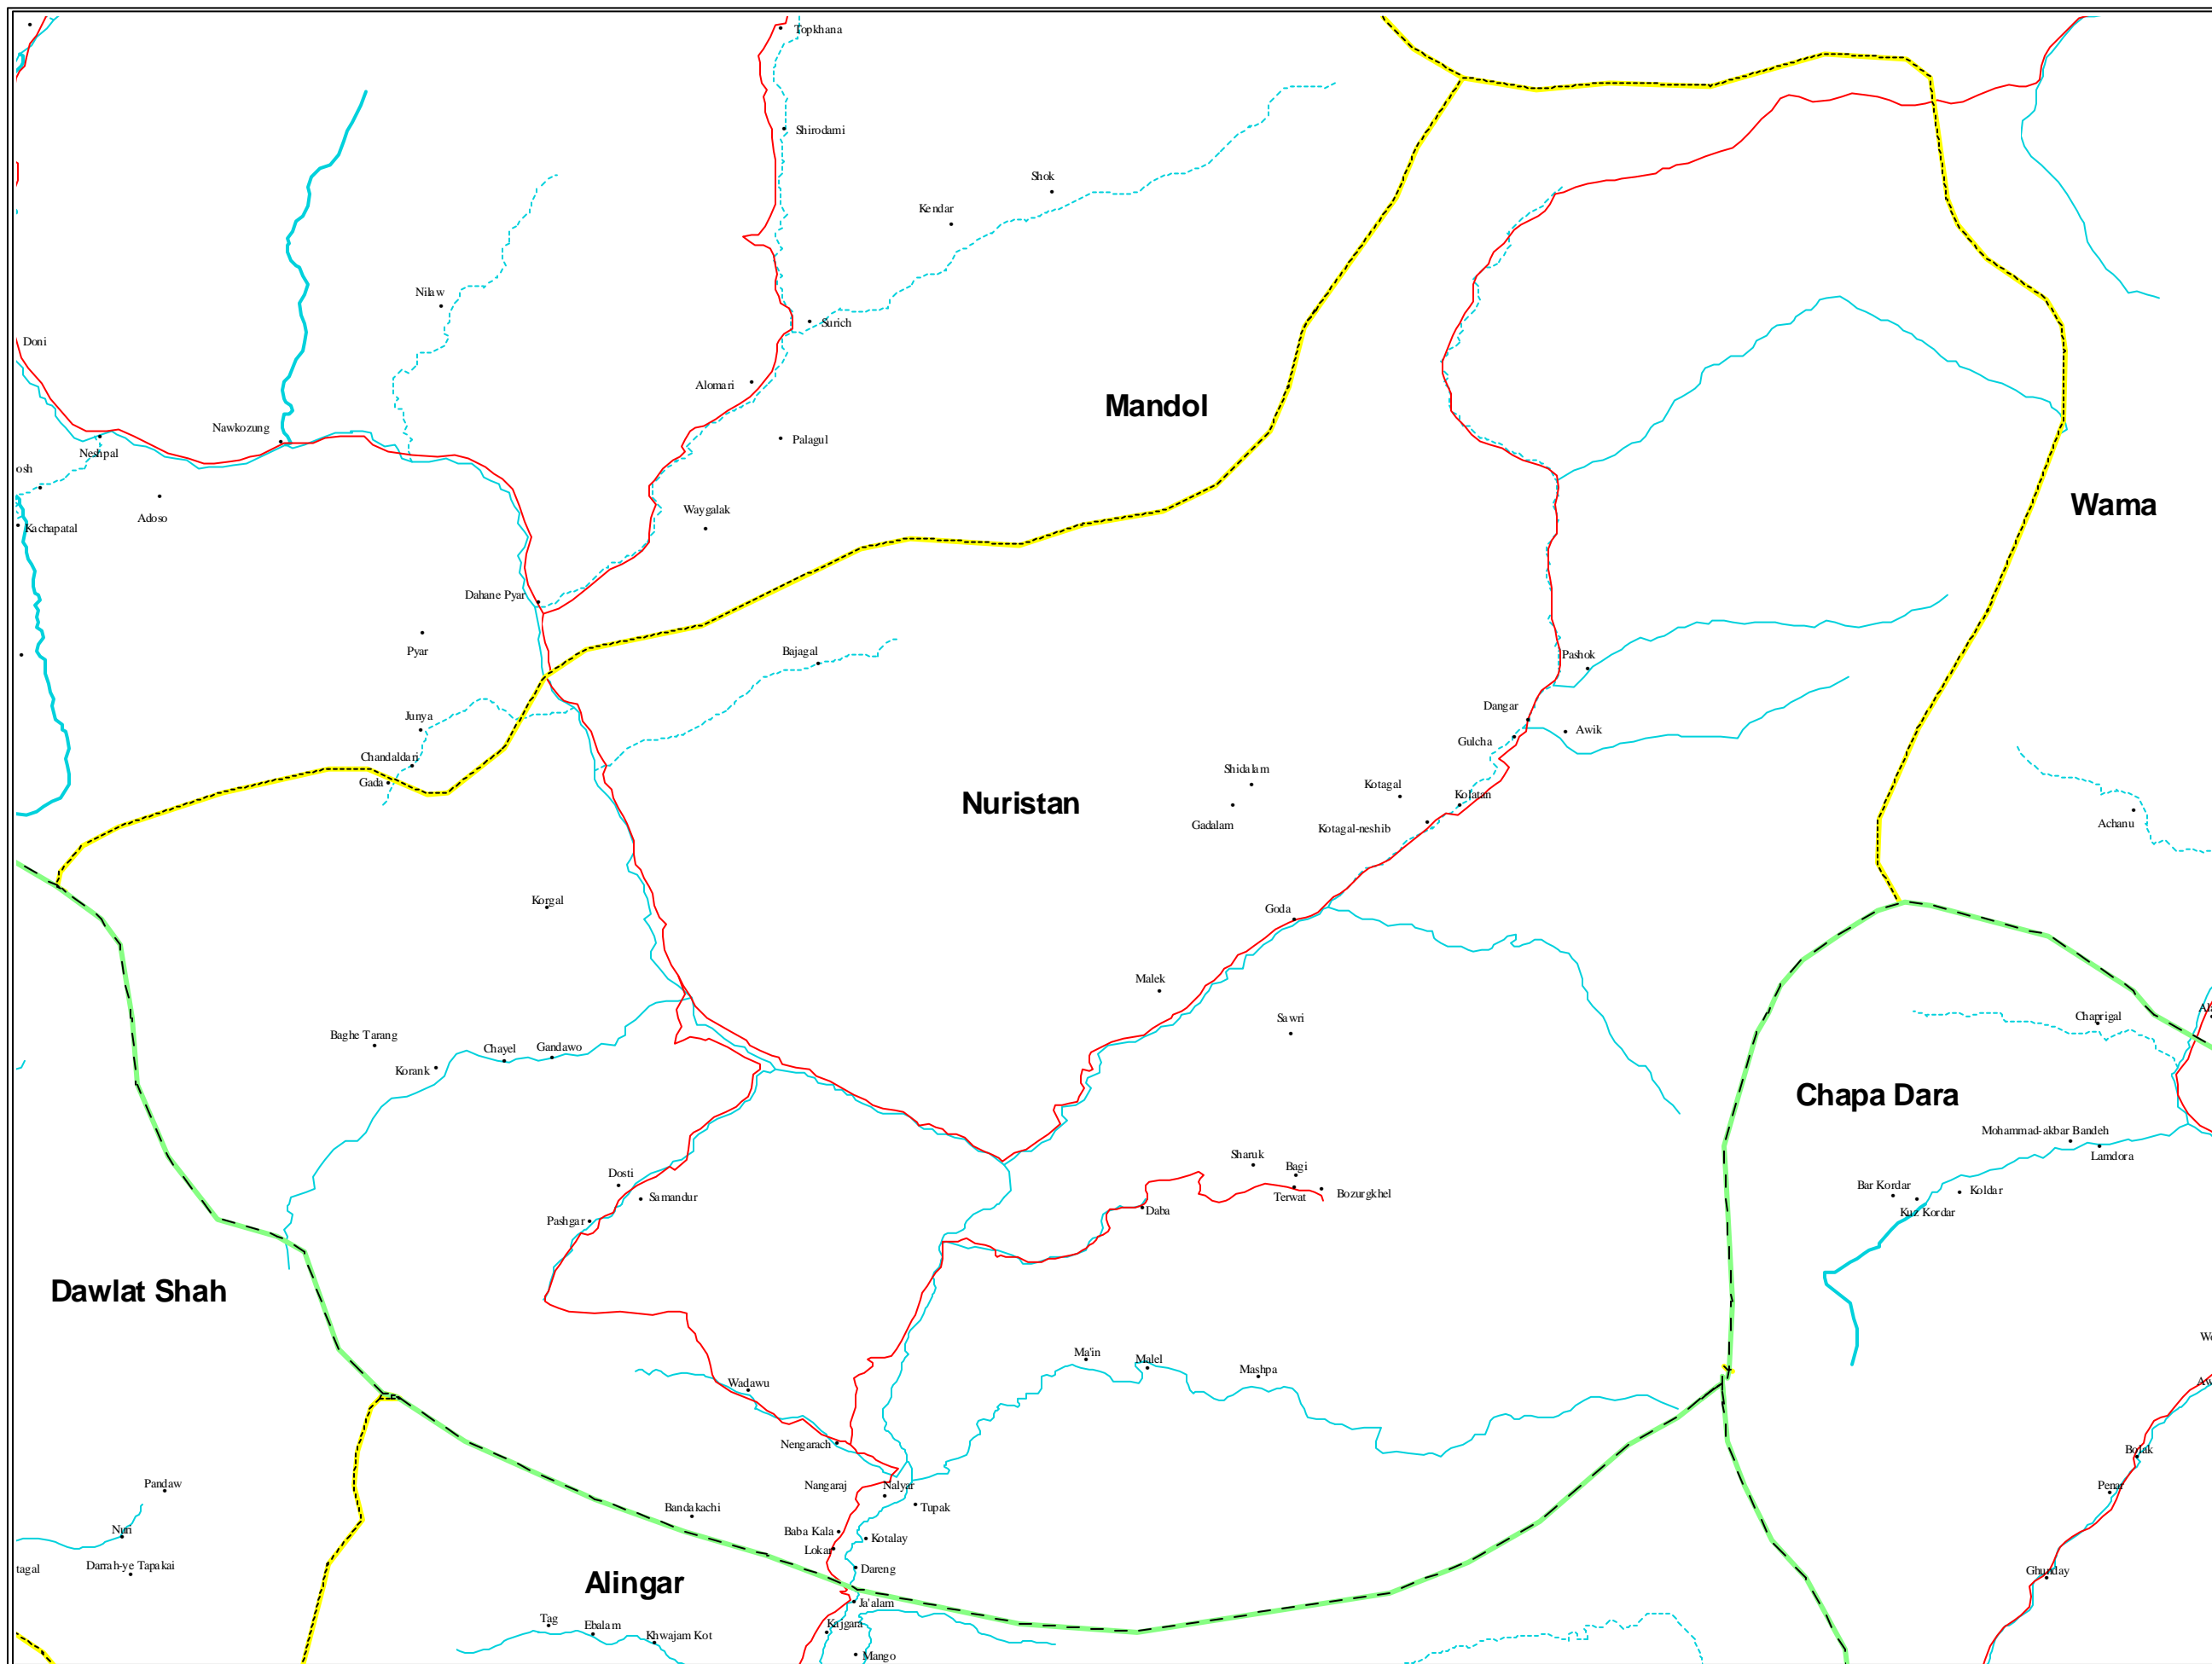 Topkhana
Shirodami
Shok
Kendar
Nilaw
Surich
Doni
Alomari
Mandol
Nawkozung
Palagul
Neshpal
osh
Wama
Waygalak
Adoso
Kachapatal
Dahane Pyar
Pyar
Bajagal
Pashok
Dangar
Junya
Awik
Gulcha
Chandaldari
Shidalam
Gada
Kotagal
Kolatan
Nuristan
Gadalam
Kotagal-neshib
Achanu
Korgal
Goda
Malek
Sawri
Chaprigal
Baghe Tarang
Chayel
Gandawo
Korank
Chapa Dara
Mohammad-akbar Bandeh
Lamdora
Sharuk
Bagi
Dosti
Bar Kordar
Koldar
Samandur
Terwat
Bozurgkhel
Daba
Kuz Kordar
Pashgar
Dawlat Shah
Ma'in
Malel
Mashpa
Wadawu
Nengarach
Bolak
Pandaw
Nangaraj
Nalyar
Penar
Bandakachi
Tupak
Nuri
Baba Kala
Kotalay
Lokar
Darrah-ye Tapakai
tagal
Dareng
Ghunday
Alingar
Ja'alam
Tag
Ebalam
Kajgara
Khwajam Kot
Mango